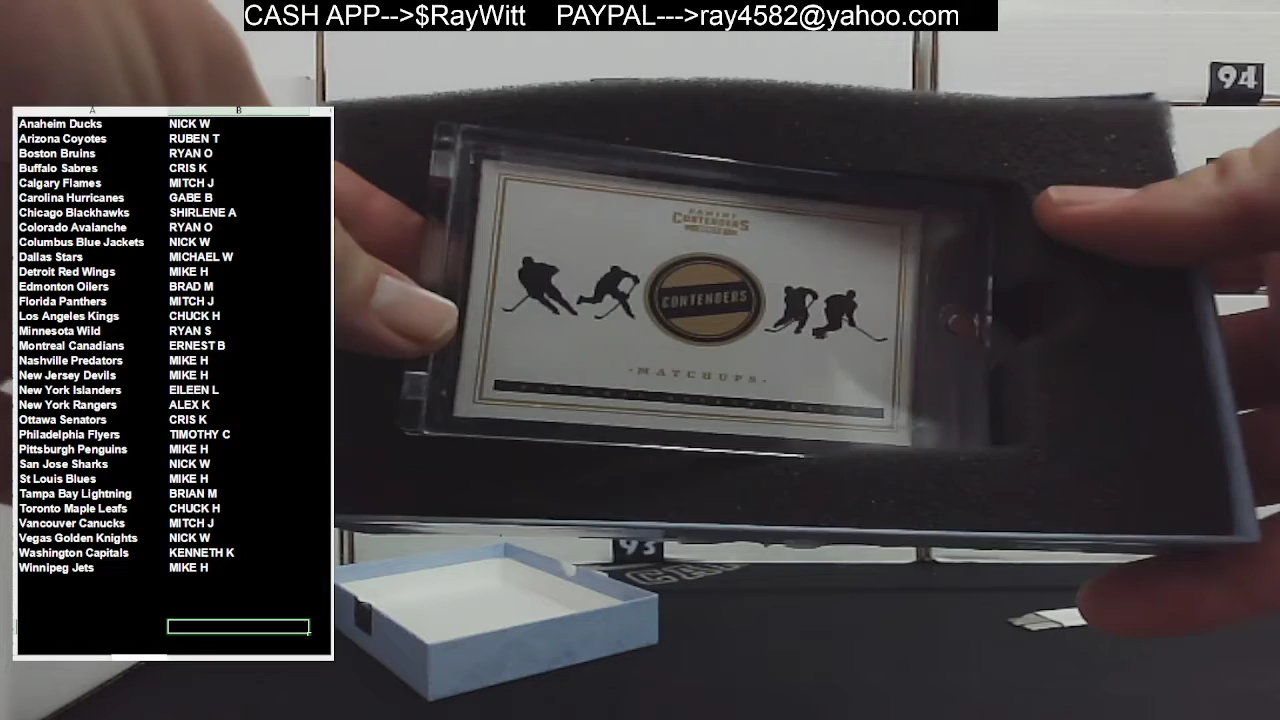 CASH APP-->$RayWitt PAYPAL--->ray4582@yahoo.com
94
A B
Anaheim Ducks NICK W
Arizona Coyotes RUBEN T
Boston Bruins RYAN O
Buffalo Sabres CRIS K
Calgary Flames MITCH J
Carolina Hurricanes GABE B
Chicago Blackhawks SHIRLENE A
Colorado Avalanche RYAN O
Columbus Blue Jackets NICK W
Dallas Stars MICHAEL W
Detroit Red Wings MIKE H
Edmonton Oilers BRAD M
Florida Panthers MITCH J
Los Angeles Kings CHUCK H
Minnesota Wild RYAN S
Montreal Canadians ERNEST B
Nashville Predators MIKE H
New Jersey Devils MIKE H
New York Islanders EILEEN L
New York Rangers ALEX K
Ottawa Senators CRIS K
Philadelphia Flyers TIMOTHY C
Pittsburgh Penguins MIKE H
San Jose Sharks NICK W
St Louis Blues MIKE H
Tampa Bay Lightning BRIAN M
Toronto Maple Leafs CHUCK H
Vancouver Canucks MITCH J
Vegas Golden Knights NICK W
Washington Capitals KENNETH K
Winnipeg Jets MIKE H
PANINI
CONTENDERS
CONTENDERS
·MATCHUPS·
93